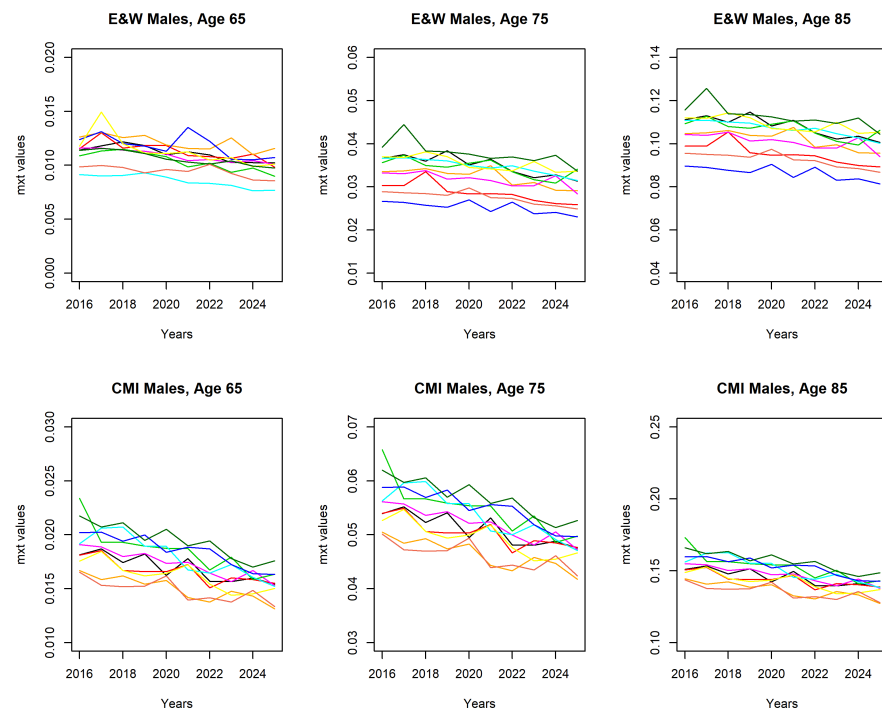 E&W Males, Age 65
E&W Males, Age 75
E&W Males, Age 85
mxt values
0.000 0.005 0.010 0.015 0.020
2016 2018 2020 2022 2024
Years
mxt values
0.01 0.02 0.03 0.04 0.05 0.06
2016 2018 2020 2022 2024
Years
mxt values
0.04 0.06 0.08 0.10 0.12 0.14
2016 2018 2020 2022 2024
Years
CMI Males, Age 65
CMI Males, Age 75
CMI Males, Age 85
mxt values
0.010 0.015 0.020 0.025 0.030
2016 2018 2020 2022 2024
Years
mxt values
0.03 0.04 0.05 0.06 0.07
2016 2018 2020 2022 2024
Years
mxt values
0.10 0.15 0.20 0.25
2016 2018 2020 2022 2024
Years